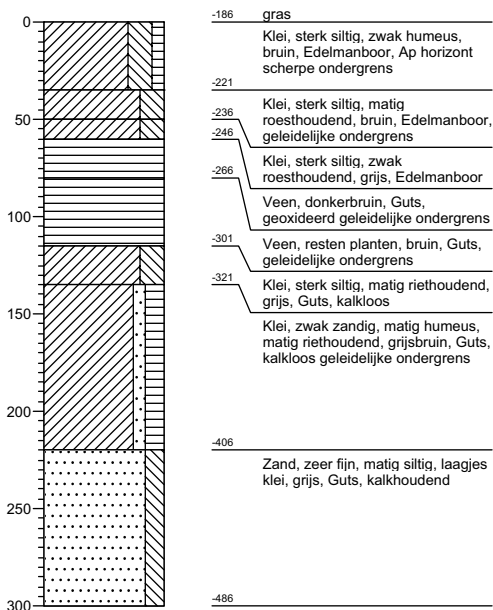 0
50
100
150
200
250
300
-186 gras
Klei, sterk siltig, zwak humeus,
bruin, Edelmanboor, Ap horizont
scherpe ondergrens
-221
Klei, sterk siltig, matig
roesthoudend, bruin, Edelmanboor,
geleidelijke ondergrens
-236
Klei, sterk siltig, zwak
roesthoudend, grijs, Edelmanboor
-246
Veen, donkerbruin, Guts,
geoxideerd geleidelijke ondergrens
-266
Veen, resten planten, bruin, Guts,
geleidelijke ondergrens
-301
Klei, sterk siltig, matig riethoudend,
grijs, Guts, kalkloos
-321
Klei, zwak zandig, matig humeus,
matig riethoudend, grijsbruin, Guts,
kalkloos geleidelijke ondergrens
-406
Zand, zeer fijn, matig siltig, laagjes
klei, grijs, Guts, kalkhoudend
-486